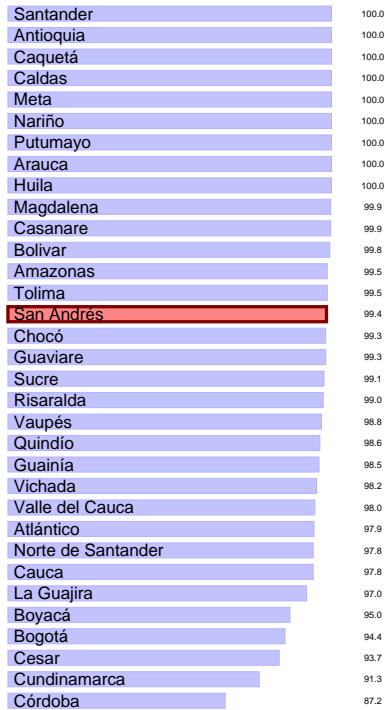 Santander 100.0
Antioquia 100.0
Caquetá 100.0
Caldas 100.0
Meta 100.0
Nariño 100.0
Putumayo 100.0
Arauca 100.0
Huila 100.0
Magdalena 99.9
Casanare 99.9
Bolivar 99.8
Amazonas 99.5
Tolima 99.5
San Andrés 99.4
Chocó 99.3
Guaviare 99.3
Sucre 99.1
Risaralda 99.0
Vaupés 98.8
Quindío 98.6
Guainía 98.5
Vichada 98.2
Valle del Cauca 98.0
Atlántico 97.9
Norte de Santander 97.8
Cauca 97.8
La Guajira 97.0
Boyacá 95.0
Bogotá 94.4
Cesar 93.7
Cundinamarca 91.3
Córdoba 87.2